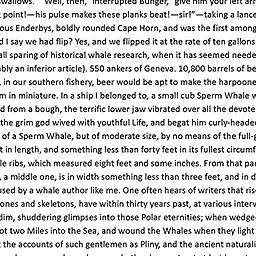 swallows." "Well, then," interrupted Bunger, "give him your left arm
point!—his pulse makes these planks beat!—sir!"—taking a lance
ous Enderbys, boldly rounded Cape Horn, and was the first among
d I say we had flip? Yes, and we flipped it at the rate of ten gallons
all sparing of historical whale research, when it has seemed neede
ably an inferior article). 550 ankers of Geneva. 10,800 barrels of be
, in our southern fishery, beer would be apt to make the harpoone
m in miniature. In a ship I belonged to, a small cub Sperm Whale w
d from a bough, the terrific lower jaw vibrated over all the devote
the grim god wived with youthful Life, and begat him curly-heade
of a Sperm Whale, but of moderate size, by no means of the full-g
t in length, and something less than forty feet in its fullest circumf
le ribs, which measured eight feet and some inches. From that par
, a middle one, is in width something less than three feet, and in d
used by a whale author like me. One often hears of writers that rise
ones and skeletons, have within thirty years past, at various interv
dim, shuddering glimpses into those Polar eternities; when wedge
ot two Miles into the Sea, and wound the Whales when they light
t the accounts of such gentlemen as Pliny, and the ancient naturali